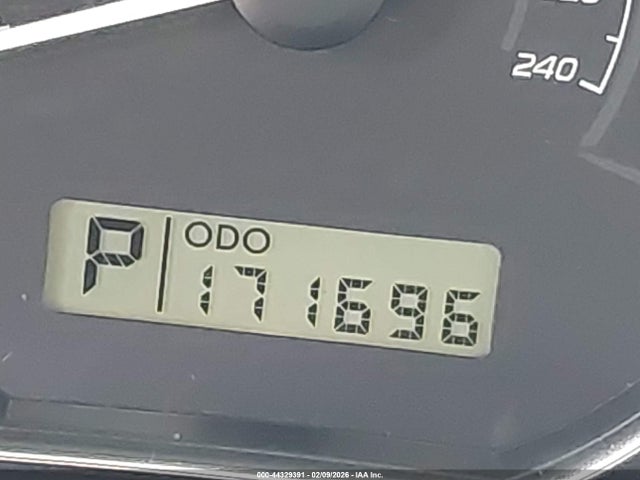 240
P ODO
171696
000-44329391 - 02/09/2026 - IAA Inc.